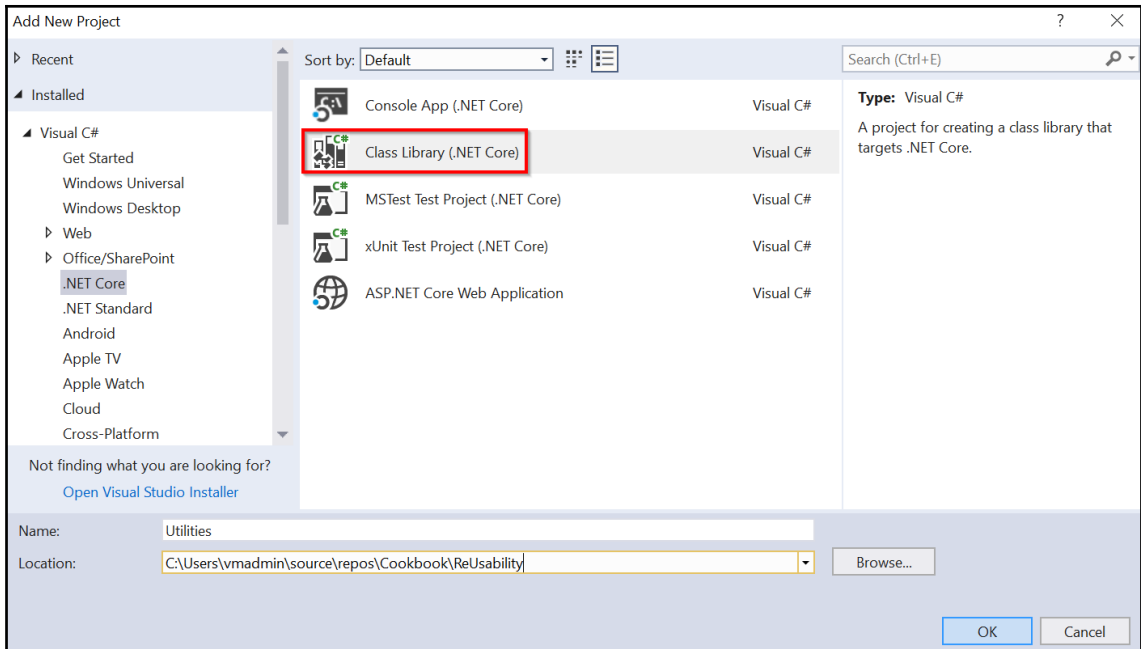 Add New Project
?
Recent
Installed
Visual C#
Get Started
Windows Universal
Windows Desktop
Web
Office/SharePoint
.NET Core
.NET Standard
Android
Apple TV
Apple Watch
Cloud
Cross-Platform
Not finding what you are looking for?
Open Visual Studio Installer
Sort by: Default
C:\ Console App (.NET Core) Visual C#
C# Class Library (.NET Core) Visual C#
C# MSTest Test Project (.NET Core) Visual C#
C# xUnit Test Project (.NET Core) Visual C#
ASP.NET Core Web Application Visual C#
Search (Ctrl+E)
Type: Visual C#
A project for creating a class library that
targets .NET Core.
Name: Utilities
Location: C:\Users\vmadmin\source\repos\Cookbook\ReUsability
Browse...
OK Cancel